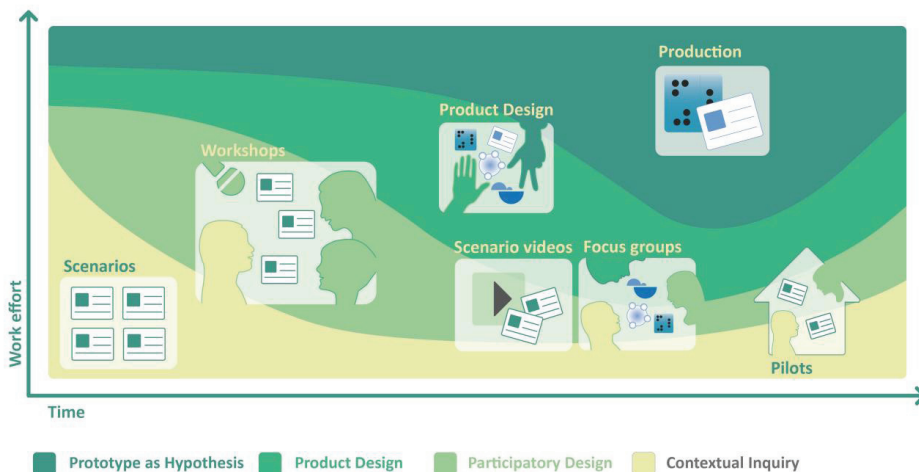 Production
Product Design
Workshops
Scenario videos
Focus groups
Scenarios
Pilots
Work effort
Time
Prototype as Hypothesis
Product Design
Participatory Design
Contextual Inquiry